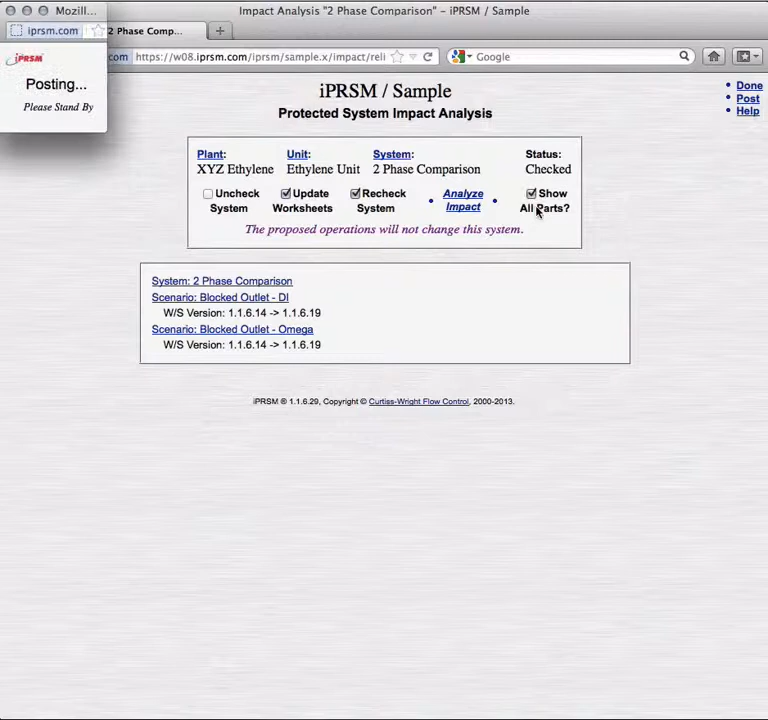 Mozill...
Impact Analysis "2 Phase Comparison" – iPRSM / Sample
iprsm.com
2 Phase Comp...
com
https://w08.iprsm.com/iprsm/sample.x/impact/reli
Google
iPRSM
Posting...
Please Stand By
iPRSM / Sample
Protected System Impact Analysis
• Done
• Post
• Help
Plant: Unit: System: Status:
XYZ Ethylene Ethylene Unit 2 Phase Comparison Checked
Uncheck System
Update Worksheets
Recheck System
• Analyze Impact •
Show All Parts?
The proposed operations will not change this system.
System: 2 Phase Comparison
Scenario: Blocked Outlet - DI
W/S Version: 1.1.6.14 -> 1.1.6.19
Scenario: Blocked Outlet - Omega
W/S Version: 1.1.6.14 -> 1.1.6.19
iPRSM ® 1.1.6.29, Copyright © Curtiss-Wright Flow Control, 2000-2013.